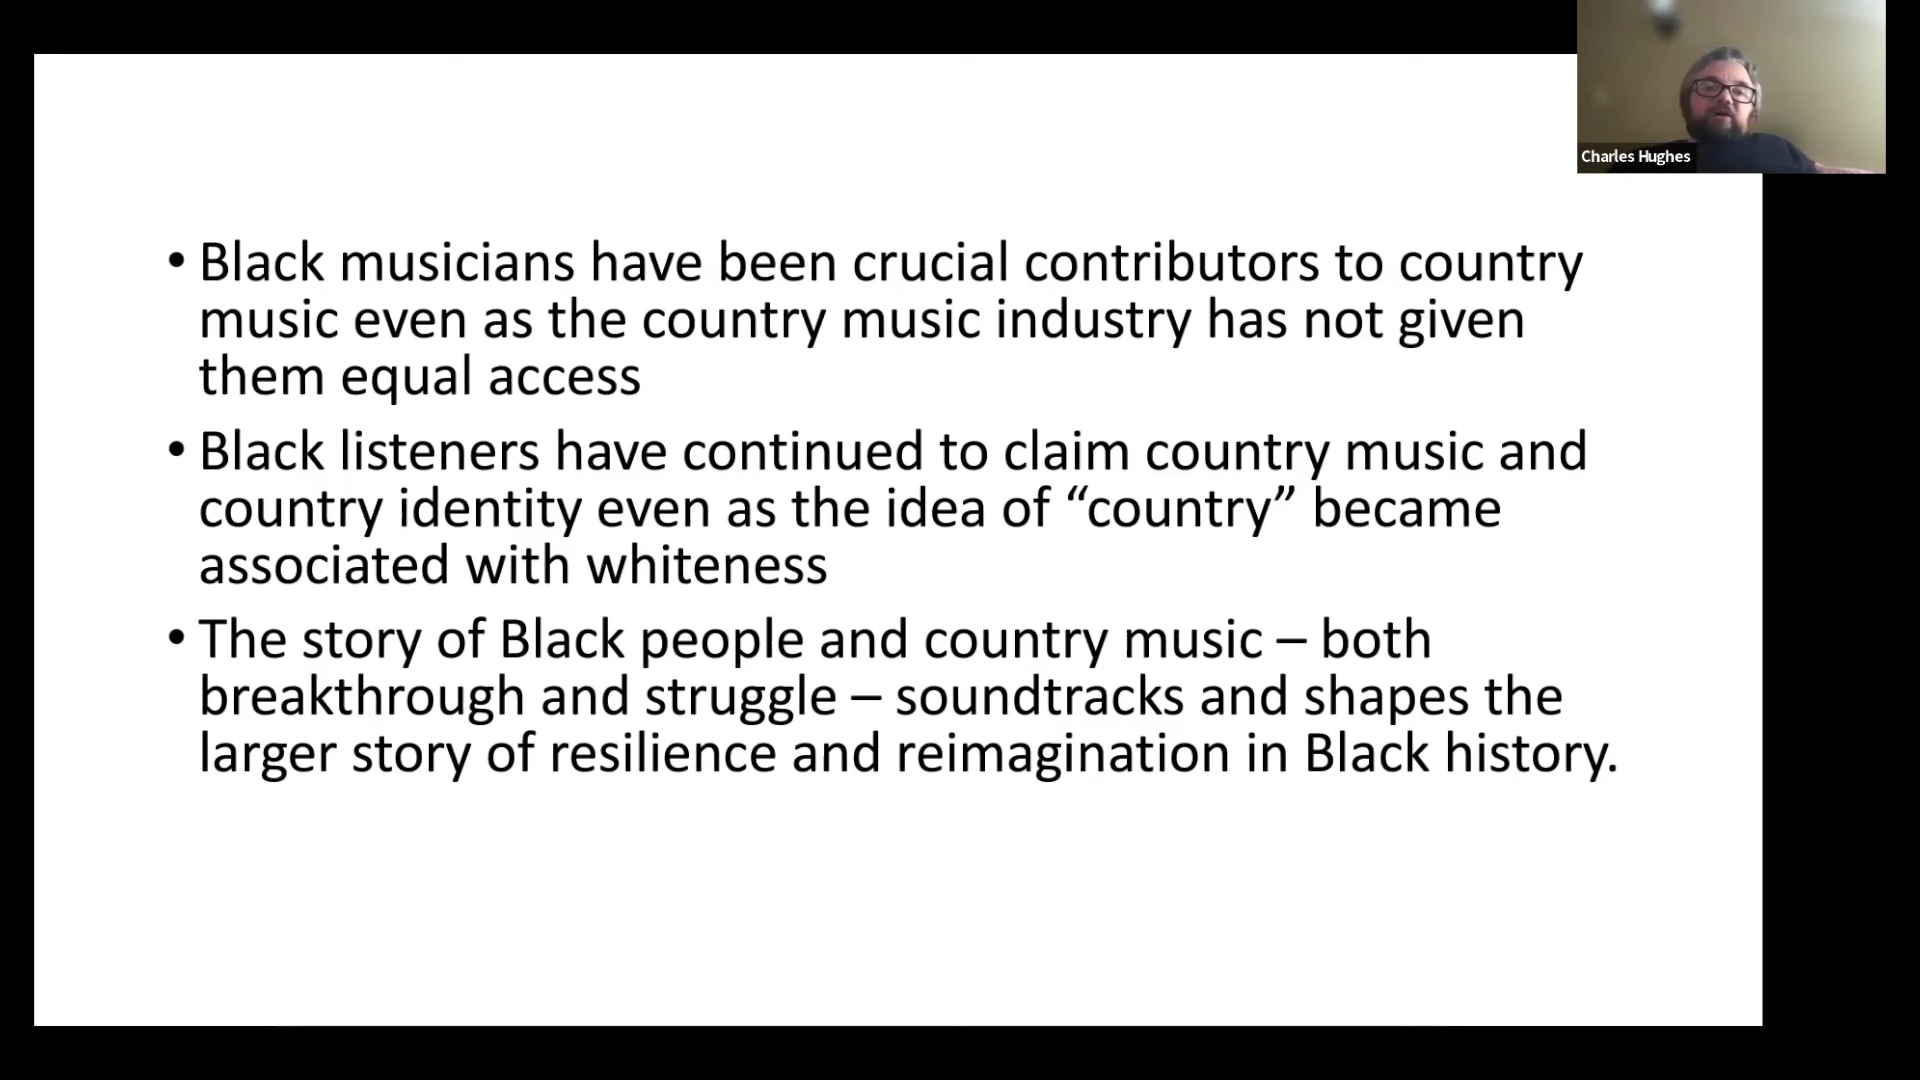 Charles Hughes
• Black musicians have been crucial contributors to country
music even as the country music industry has not given
them equal access
• Black listeners have continued to claim country music and
country identity even as the idea of “country” became
associated with whiteness
• The story of Black people and country music – both
breakthrough and struggle – soundtracks and shapes the
larger story of resilience and reimagination in Black history.